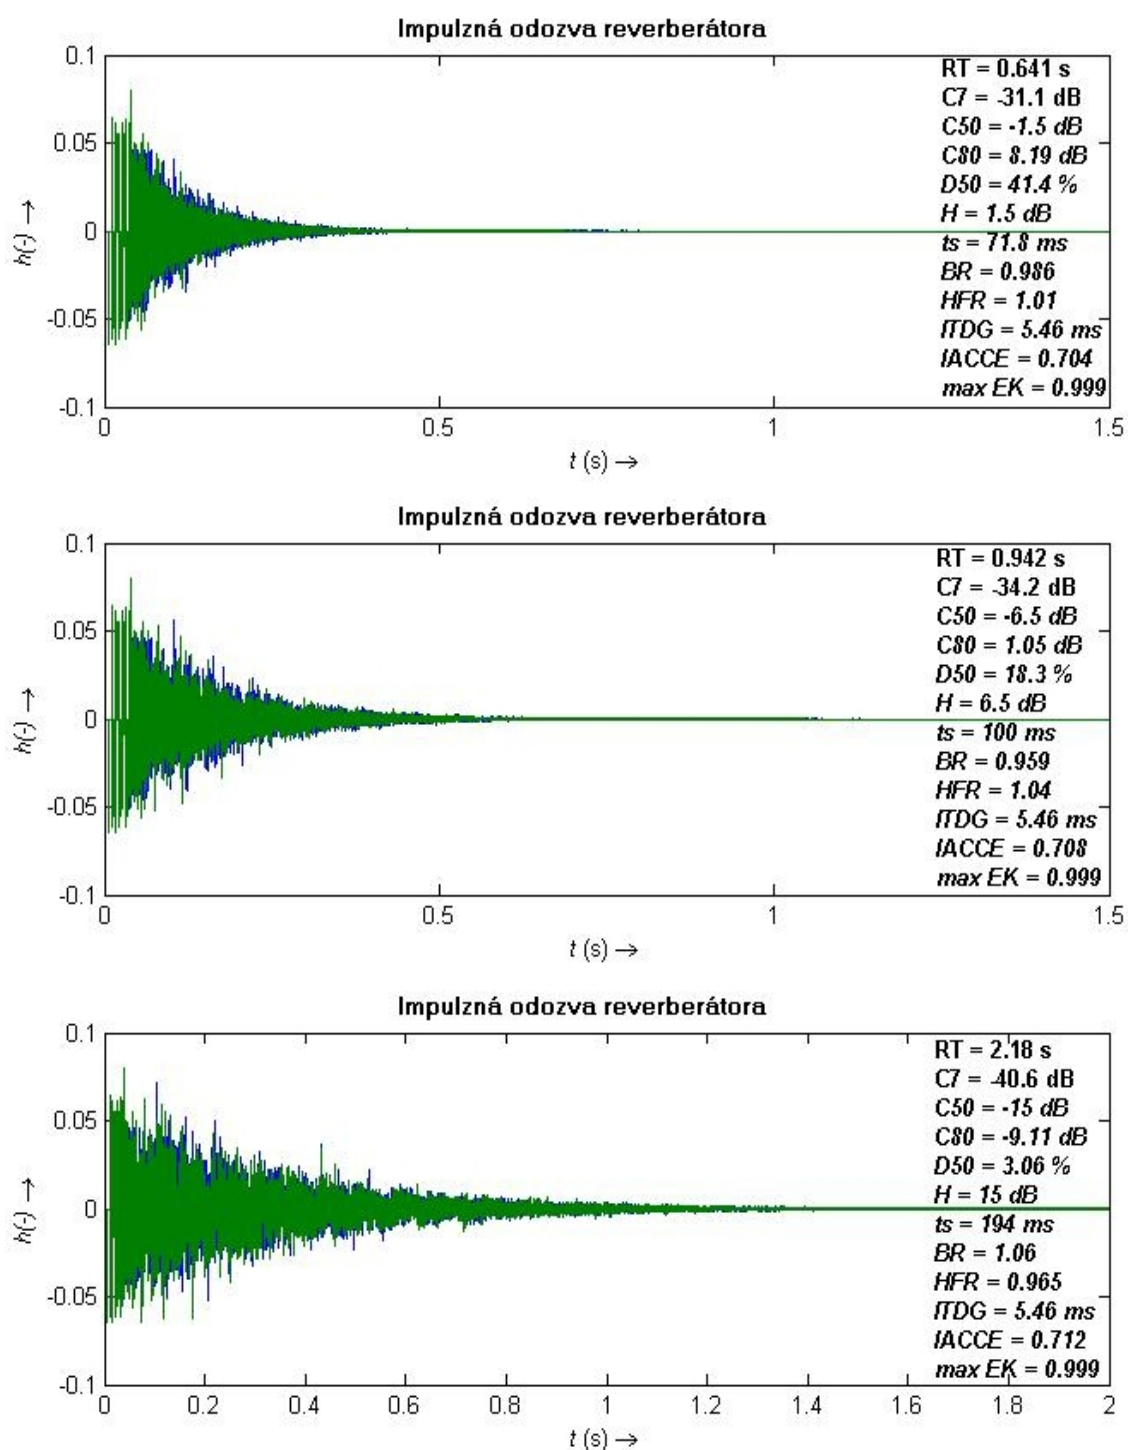 Impulzná odozva reverberátora
0.1
0.05
0
-0.05
-0.1
h(-) →
RT = 0.641 s
C7 = -31.1 dB
C50 = -1.5 dB
C80 = 8.19 dB
D50 = 41.4 %
H = 1.5 dB
ts = 71.8 ms
BR = 0.986
HFR = 1.01
ITDG = 5.46 ms
IACCE = 0.704
max EK = 0.999
0 0.5 1 1.5
t (s) →
Impulzná odozva reverberátora
0.1
0.05
0
-0.05
-0.1
h(-) →
RT = 0.942 s
C7 = -34.2 dB
C50 = -6.5 dB
C80 = 1.05 dB
D50 = 18.3 %
H = 6.5 dB
ts = 100 ms
BR = 0.959
HFR = 1.04
ITDG = 5.46 ms
IACCE = 0.708
max EK = 0.999
0 0.5 1 1.5
t (s) →
Impulzná odozva reverberátora
0.1
0.05
0
-0.05
-0.1
h(-) →
RT = 2.18 s
C7 = -40.6 dB
C50 = -15 dB
C80 = -9.11 dB
D50 = 3.06 %
H = 15 dB
ts = 194 ms
BR = 1.06
HFR = 0.965
ITDG = 5.46 ms
IACCE = 0.712
max EK = 0.999
0 0.2 0.4 0.6 0.8 1 1.2 1.4 1.6 1.8 2
t (s) →